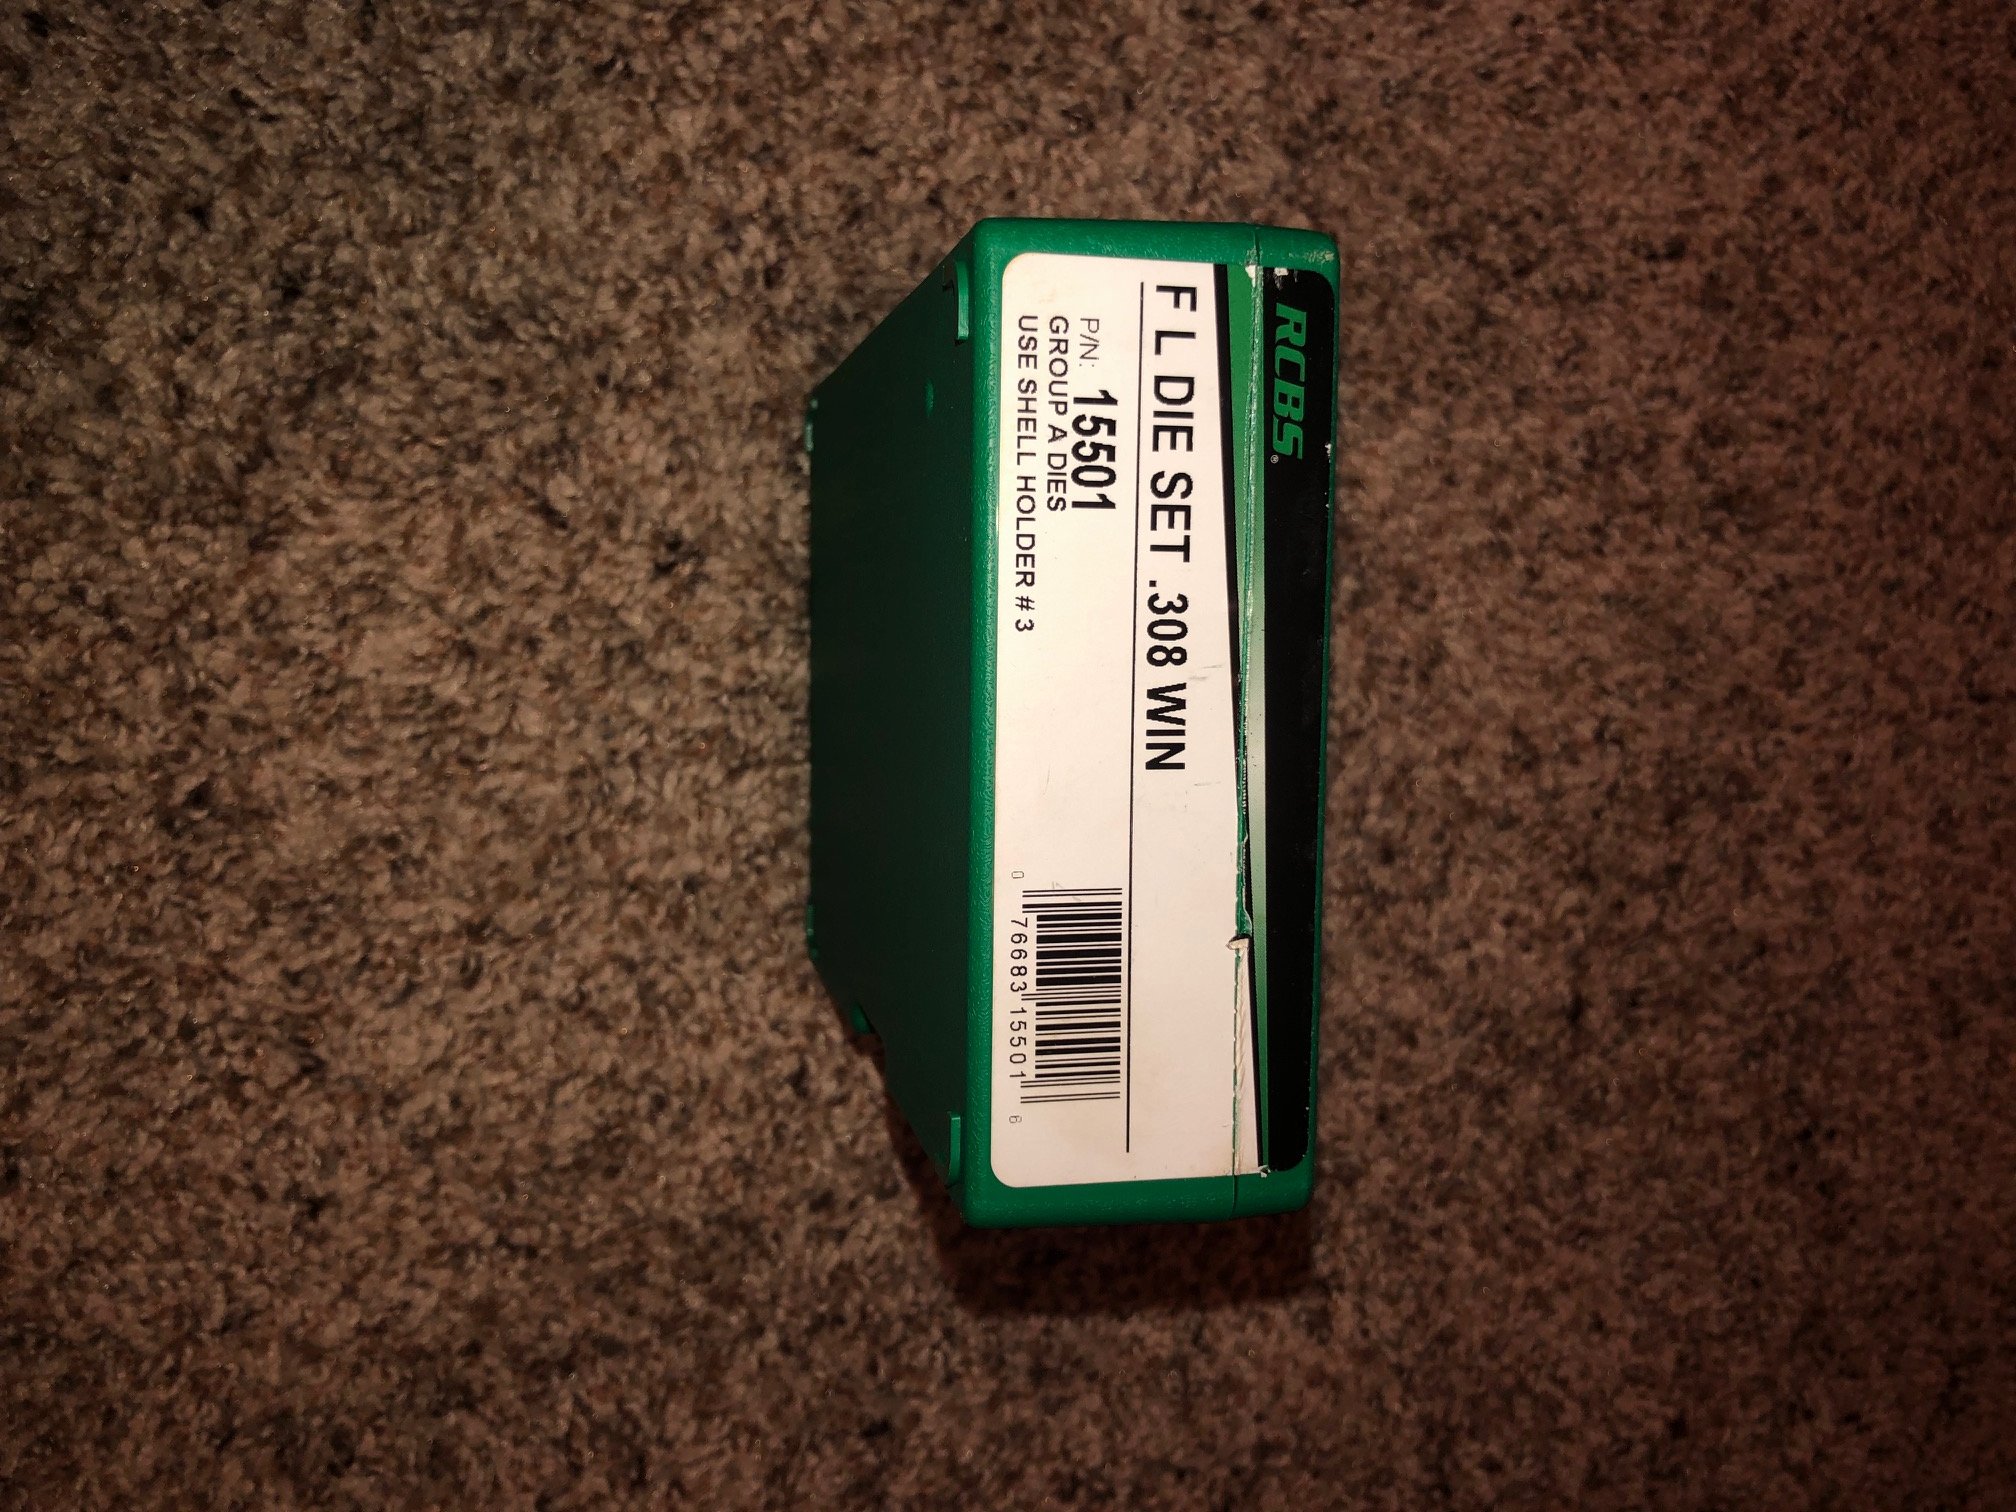 RCBS®
F L DIE SET .308 WIN
P/N: 15501
GROUP A DIES
USE SHELL HOLDER # 3
0 76683 15501 6